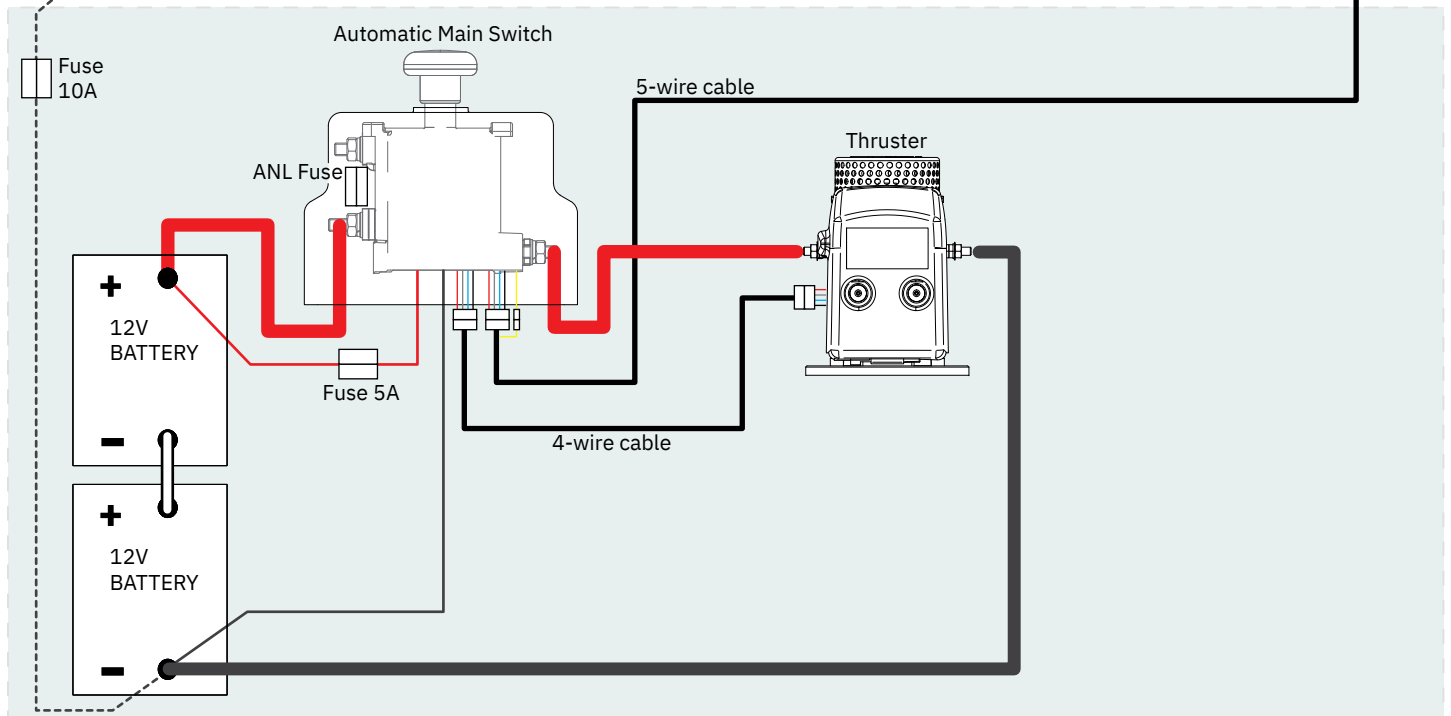 Automatic Main Switch
Fuse
10A
5-wire cable
Thruster
ANL Fuse
+
12V
BATTERY
-
Fuse 5A
4-wire cable
+
12V
BATTERY
-